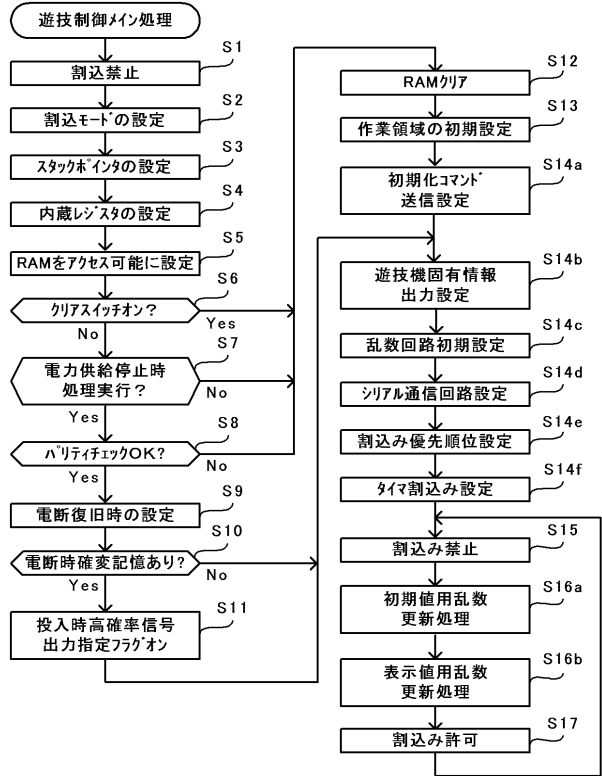 遊技制御メイン処理
S1
割込禁止
S2
割込モードの設定
S3
スタックポインタの設定
S4
内蔵レジスタの設定
S5
RAMをアクセス可能に設定
S6
クリアスイッチオン？
Yes
No
S7
電力供給停止時
処理実行？
No
Yes
S8
パリティチェックOK？
No
Yes
S9
電断復旧時の設定
S10
電断時確変記憶あり？
No
Yes
S11
投入時高確率信号
出力指定フラグオン
S12
RAMクリア
S13
作業領域の初期設定
S14a
初期化コマンド
送信設定
S14b
遊技機固有情報
出力設定
S14c
乱数回路初期設定
S14d
シリアル通信回路設定
S14e
割込み優先順位設定
S14f
タイマ割込み設定
S15
割込み禁止
S16a
初期値用乱数
更新処理
S16b
表示値用乱数
更新処理
S17
割込み許可